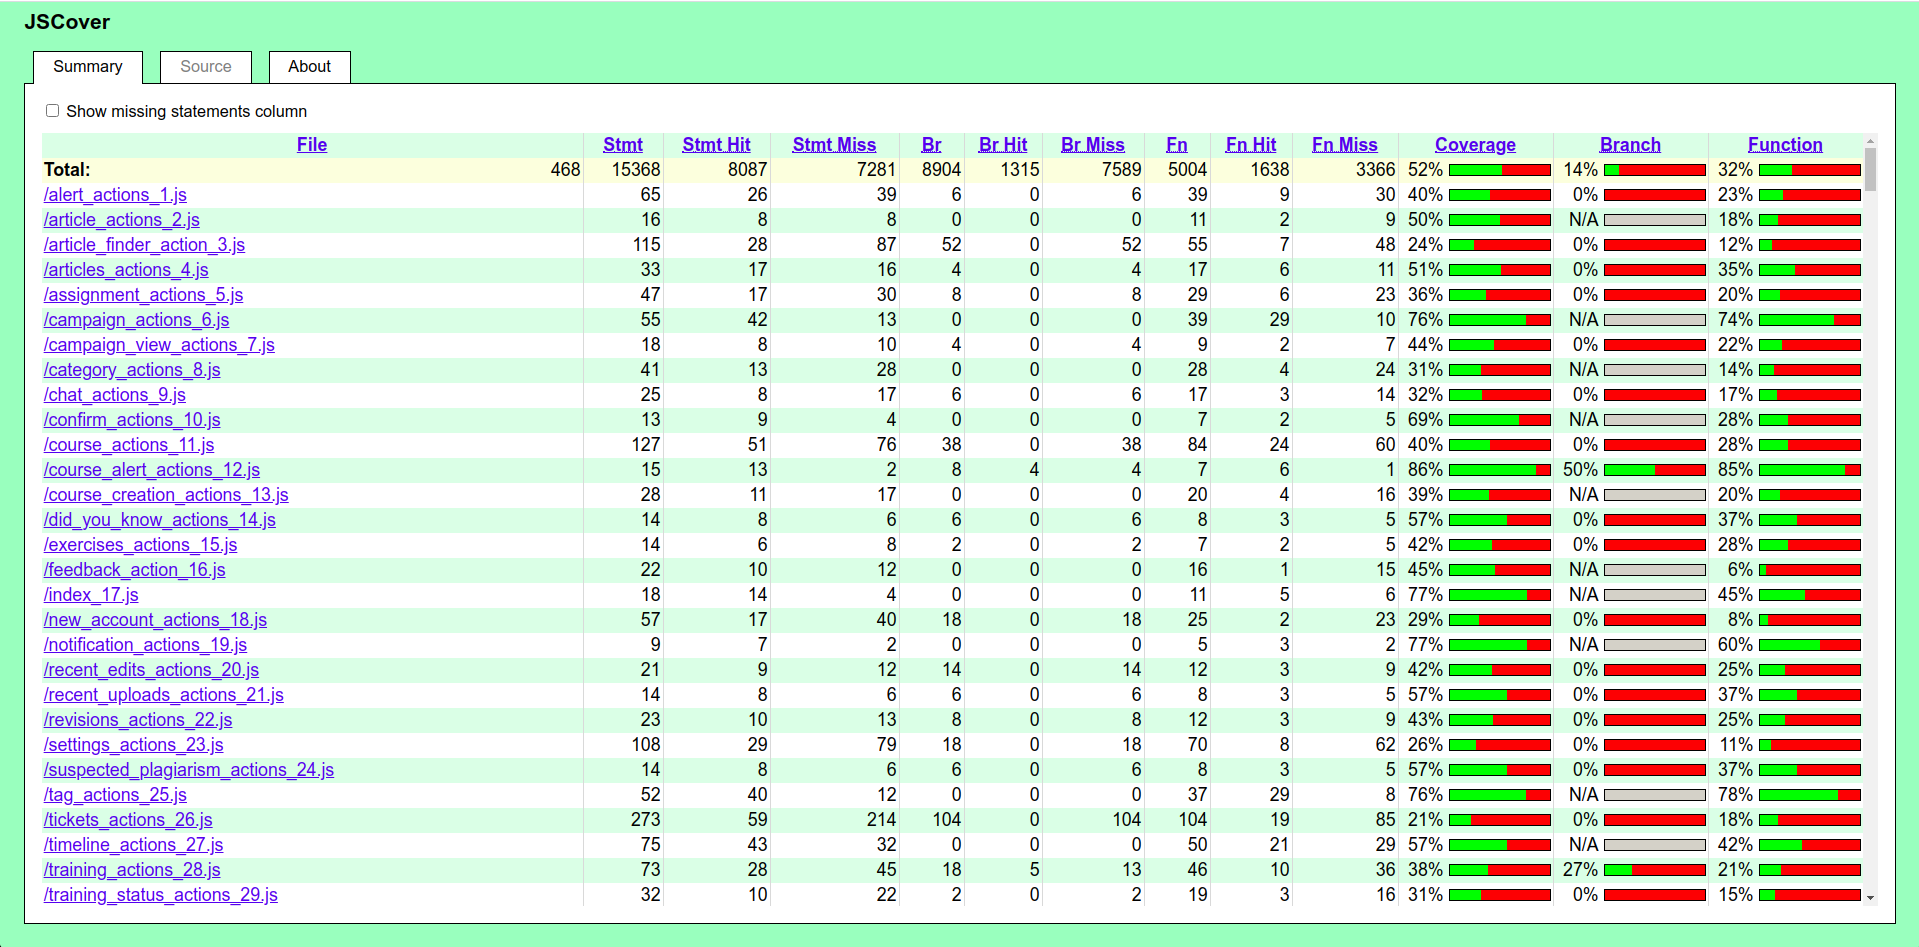 JSCover
Summary Source About
Show missing statements column
File Stmt Stmt Hit Stmt Miss Br Br Hit Br Miss Fn Fn Hit Fn Miss Coverage Branch Function
Total: 468 15368 8087 7281 8904 1315 7589 5004 1638 3366 52% 14% 32%
/alert_actions_1.js 65 26 39 6 0 6 39 9 30 40% 0% 23%
/article_actions_2.js 16 8 8 0 0 0 11 2 9 50% N/A 18%
/article_finder_action_3.js 115 28 87 52 0 52 55 7 48 24% 0% 12%
/articles_actions_4.js 33 17 16 4 0 4 17 6 11 51% 0% 35%
/assignment_actions_5.js 47 17 30 8 0 8 29 6 23 36% 0% 20%
/campaign_actions_6.js 55 42 13 0 0 0 39 29 10 76% N/A 74%
/campaign_view_actions_7.js 18 8 10 4 0 4 9 2 7 44% 0% 22%
/category_actions_8.js 41 13 28 0 0 0 28 4 24 31% N/A 14%
/chat_actions_9.js 25 8 17 6 0 6 17 3 14 32% 0% 17%
/confirm_actions_10.js 13 9 4 0 0 0 7 2 5 69% N/A 28%
/course_actions_11.js 127 51 76 38 0 38 84 24 60 40% 0% 28%
/course_alert_actions_12.js 15 13 2 8 4 4 7 6 1 86% 50% 85%
/course_creation_actions_13.js 28 11 17 0 0 0 20 4 16 39% N/A 20%
/did_you_know_actions_14.js 14 8 6 6 0 6 8 3 5 57% 0% 37%
/exercises_actions_15.js 14 6 8 2 0 2 7 2 5 42% 0% 28%
/feedback_action_16.js 22 10 12 0 0 0 16 1 15 45% N/A 6%
/index_17.js 18 14 4 0 0 0 11 5 6 77% N/A 45%
/new_account_actions_18.js 57 17 40 18 0 18 25 2 23 29% 0% 8%
/notification_actions_19.js 9 7 2 0 0 0 5 3 2 77% N/A 60%
/recent_edits_actions_20.js 21 9 12 14 0 14 12 3 9 42% 0% 25%
/recent_uploads_actions_21.js 14 8 6 6 0 6 8 3 5 57% 0% 37%
/revisions_actions_22.js 23 10 13 8 0 8 12 3 9 43% 0% 25%
/settings_actions_23.js 108 29 79 18 0 18 70 8 62 26% 0% 11%
/suspected_plagiarism_actions_24.js 14 8 6 6 0 6 8 3 5 57% 0% 37%
/tag_actions_25.js 52 40 12 0 0 0 37 29 8 76% N/A 78%
/tickets_actions_26.js 273 59 214 104 0 104 104 19 85 21% 0% 18%
/timeline_actions_27.js 75 43 32 0 0 0 50 21 29 57% N/A 42%
/training_actions_28.js 73 28 45 18 5 13 46 10 36 38% 27% 21%
/training_status_actions_29.js 32 10 22 2 0 2 19 3 16 31% 0% 15%